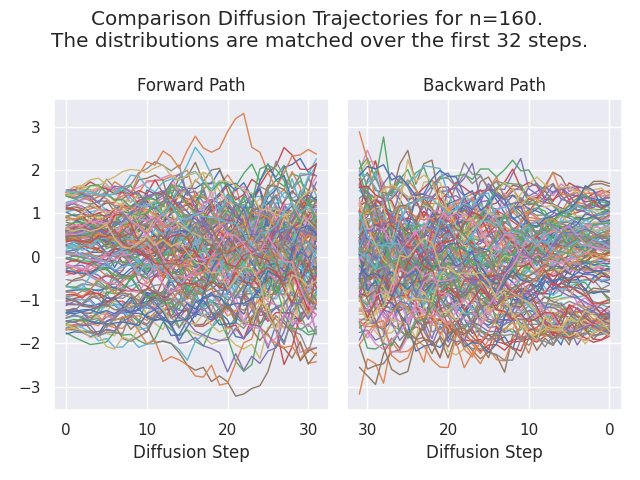 Comparison Diffusion Trajectories for n=160.
The distributions are matched over the first 32 steps.
Forward Path
Backward Path
3
2
1
0
−1
−2
−3
0 10 20 30
30 20 10 0
Diffusion Step
Diffusion Step